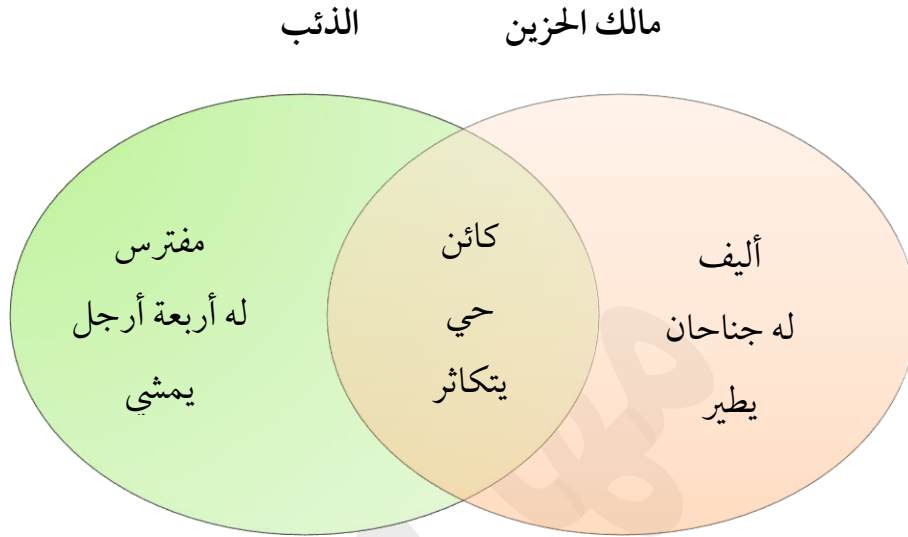 مالك الحزين
الذئب
أليف
له جناحان
يطير
كائن
حي
يتكاثر
مفترس
له أربعة أرجل
يمشي